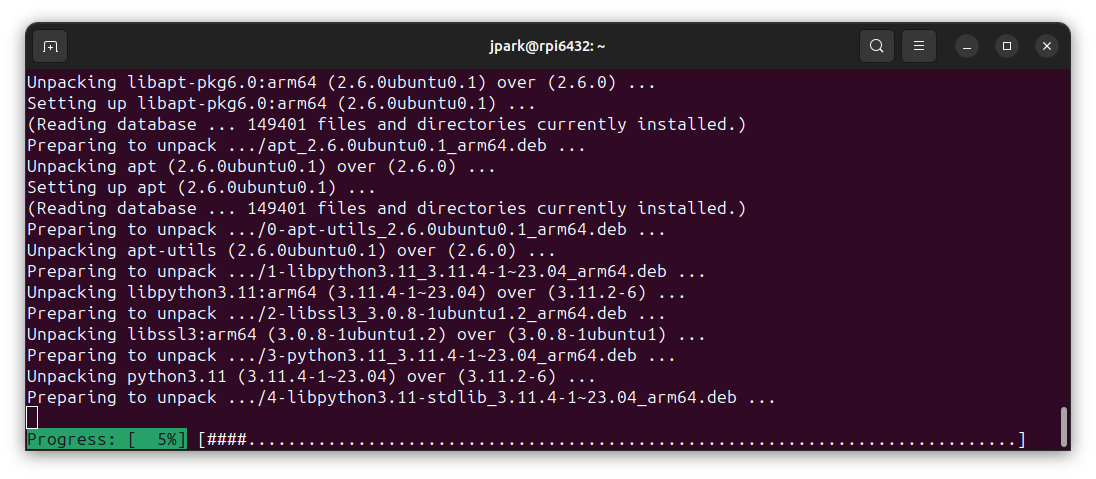 jpark@rpi6432: ~
Unpacking libapt-pkg6.0:arm64 (2.6.0ubuntu0.1) over (2.6.0) ...
Setting up libapt-pkg6.0:arm64 (2.6.0ubuntu0.1) ...
(Reading database ... 149401 files and directories currently installed.)
Preparing to unpack .../apt_2.6.0ubuntu0.1_arm64.deb ...
Unpacking apt (2.6.0ubuntu0.1) over (2.6.0) ...
Setting up apt (2.6.0ubuntu0.1) ...
(Reading database ... 149401 files and directories currently installed.)
Preparing to unpack .../0-apt-utils_2.6.0ubuntu0.1_arm64.deb ...
Unpacking apt-utils (2.6.0ubuntu0.1) over (2.6.0) ...
Preparing to unpack .../1-libpython3.11_3.11.4-1~23.04_arm64.deb ...
Unpacking libpython3.11:arm64 (3.11.4-1~23.04) over (3.11.2-6) ...
Preparing to unpack .../2-libssl3_3.0.8-1ubuntu1.2_arm64.deb ...
Unpacking libssl3:arm64 (3.0.8-1ubuntu1.2) over (3.0.8-1ubuntu1) ...
Preparing to unpack .../3-python3.11_3.11.4-1~23.04_arm64.deb ...
Unpacking python3.11 (3.11.4-1~23.04) over (3.11.2-6) ...
Preparing to unpack .../4-libpython3.11-stdlib_3.11.4-1~23.04_arm64.deb ...
Progress: [  5%] [####.............................................................................]